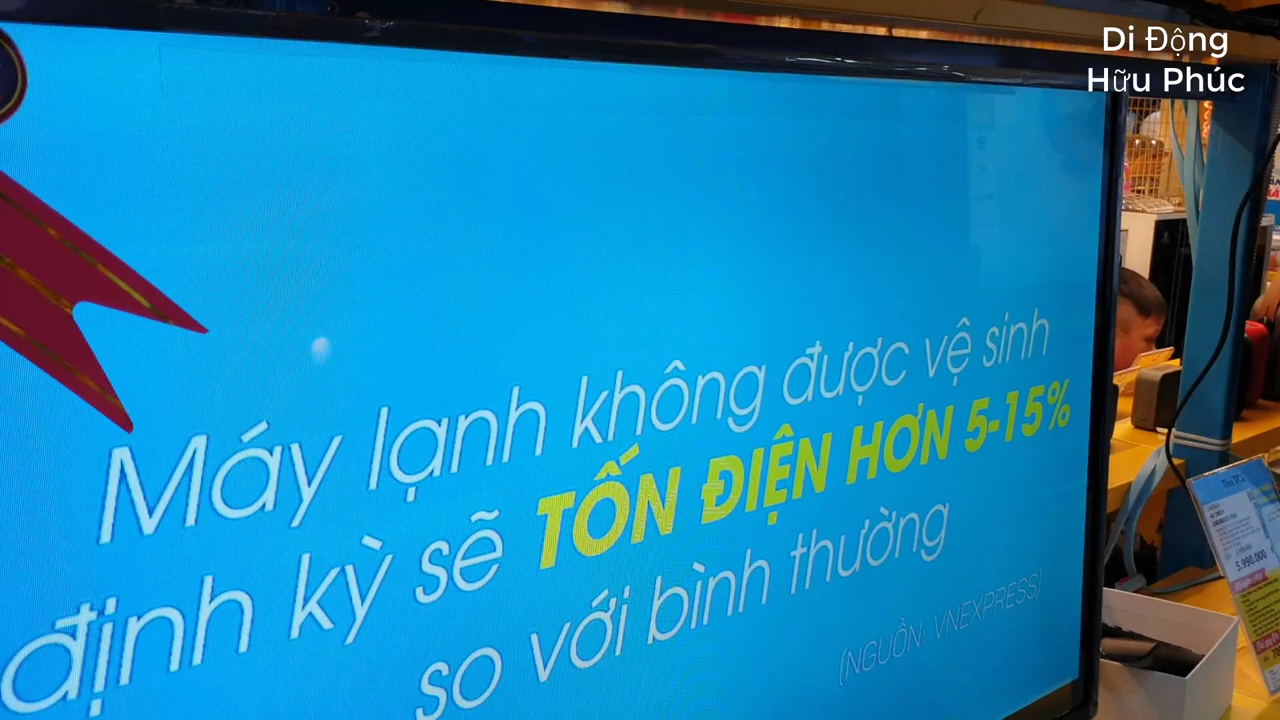 Di Động
Hữu Phúc
Máy lạnh không được vệ sinh
định kỳ sẽ TỐN ĐIỆN HƠN 5-15%
so với bình thường
(NGUỒN: VNEXPRESS)
5.990.000